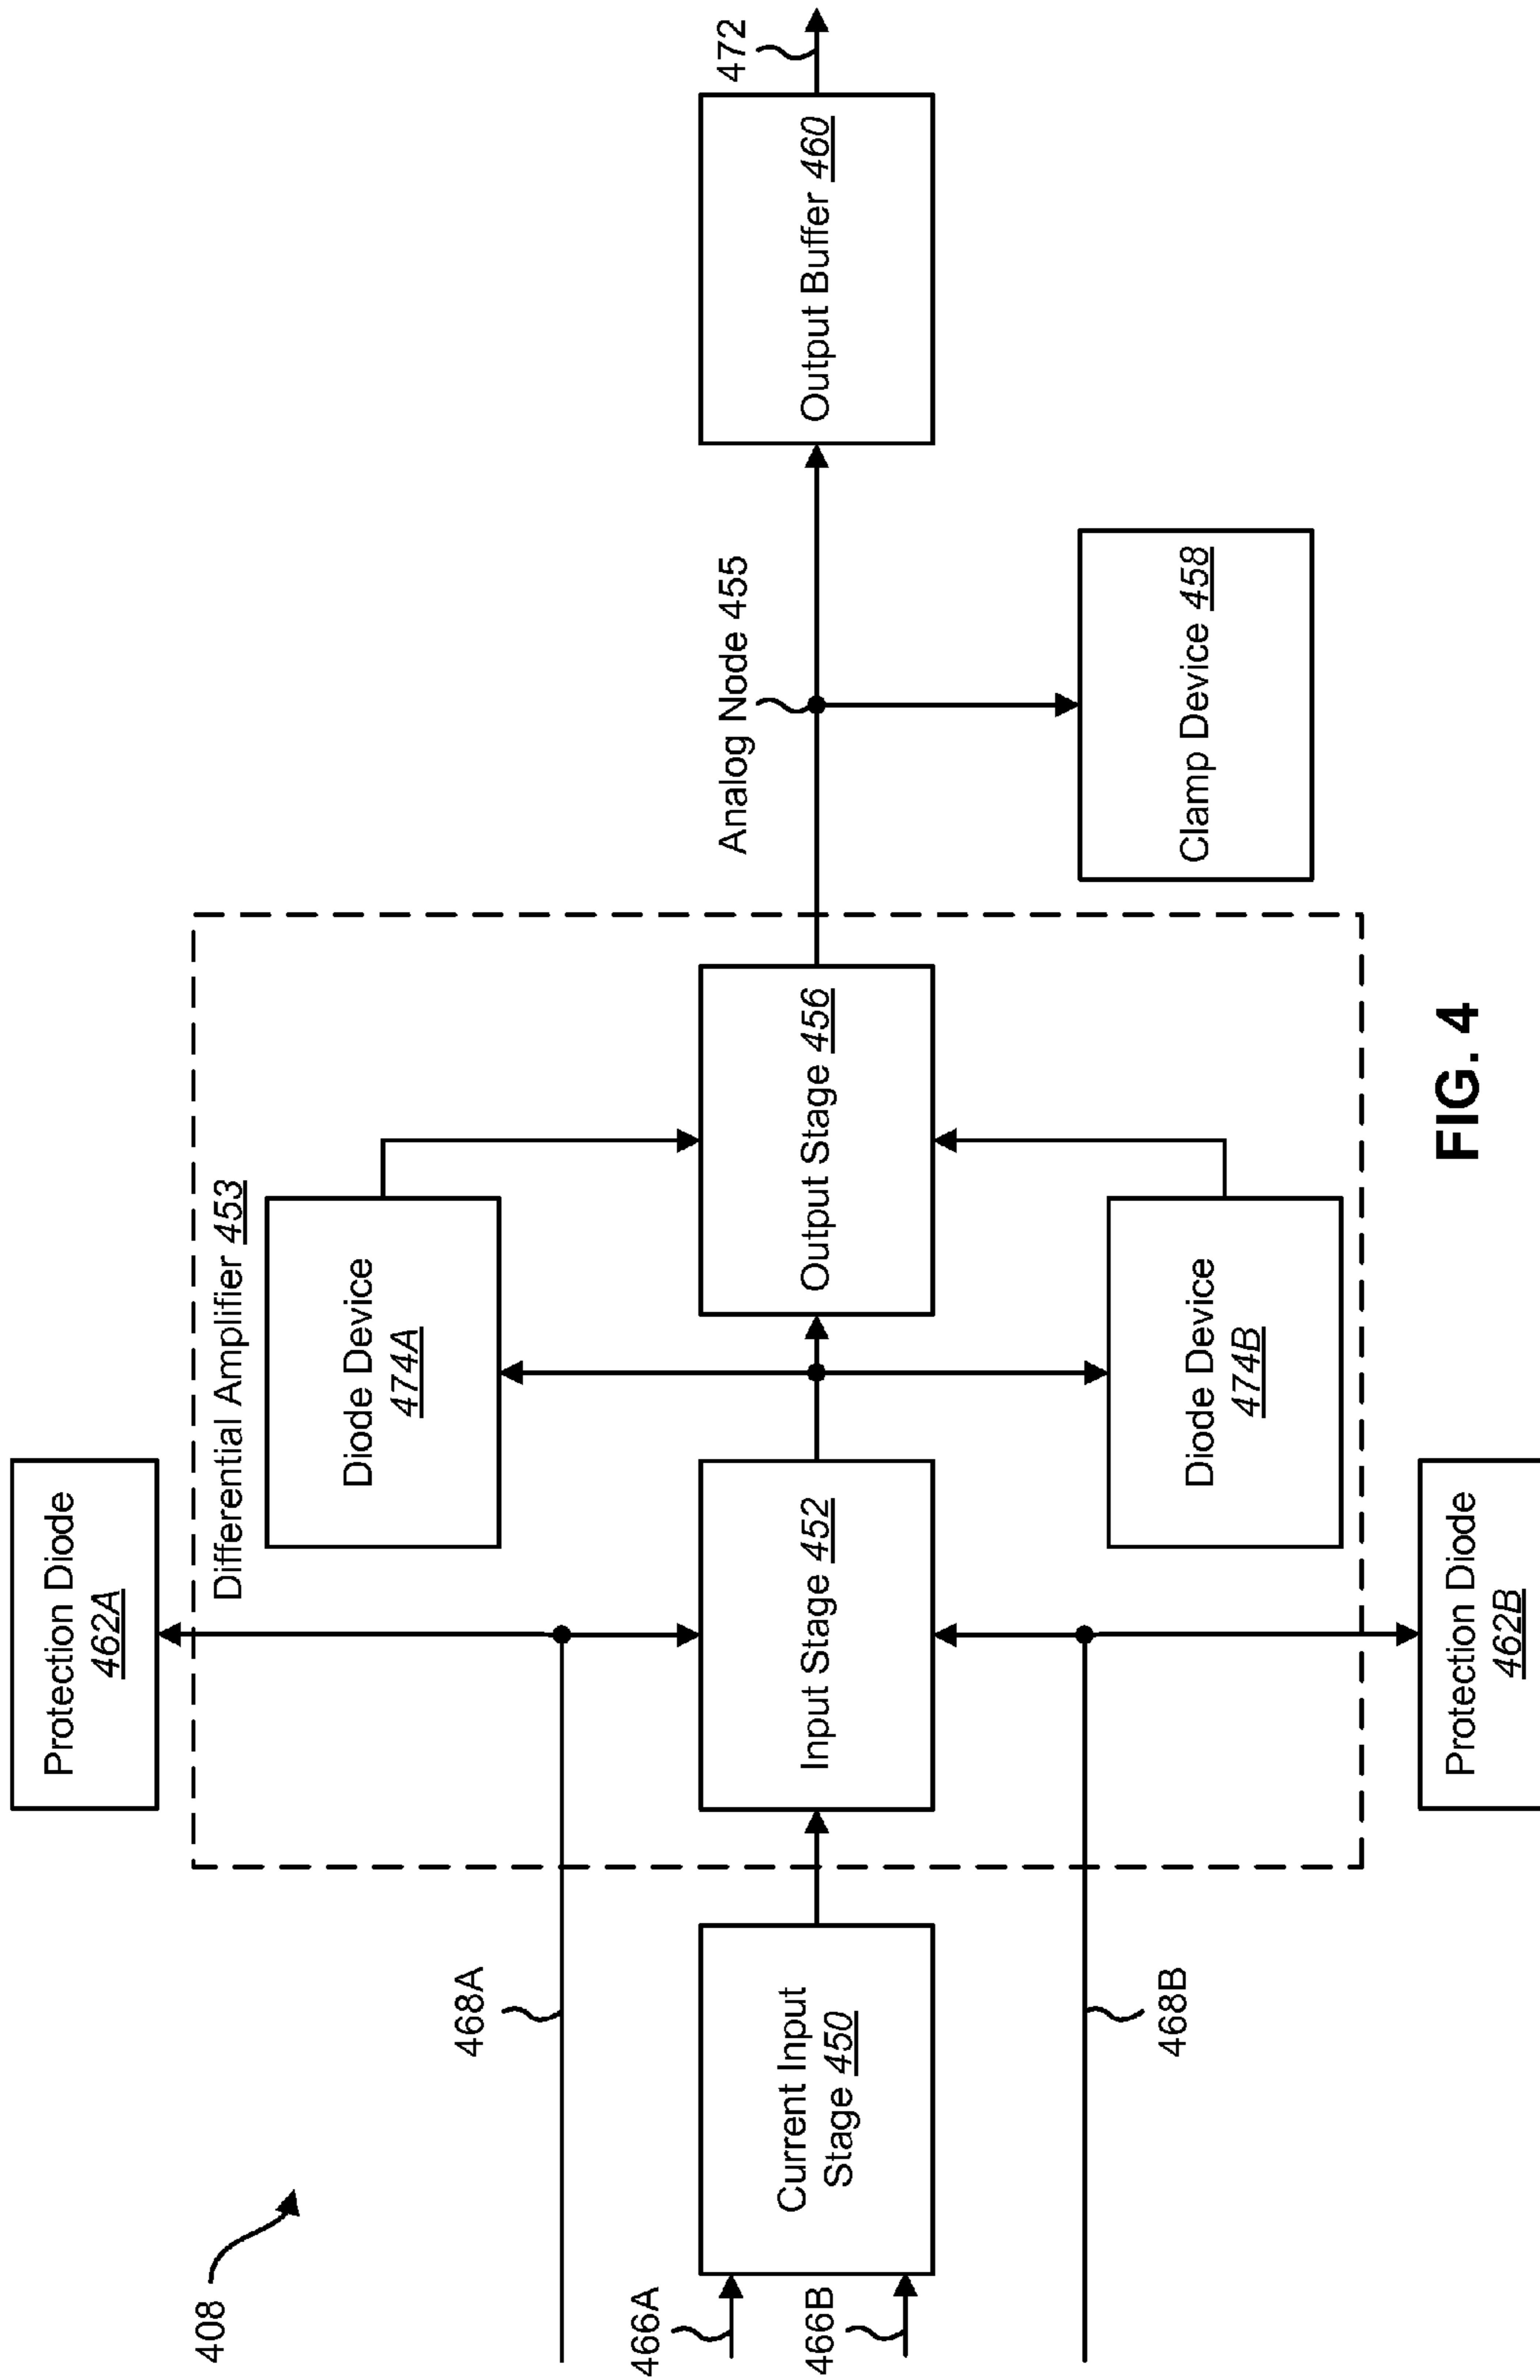 408
Protection Diode
462A
Differential Amplifier 453
468A
Diode Device
474A
472
466A
466B
Current Input
Stage 450
Input Stage 452
Output Stage 456
Analog Node 455
Output Buffer 460
468B
Diode Device
474B
Clamp Device 458
Protection Diode
462B
FIG. 4